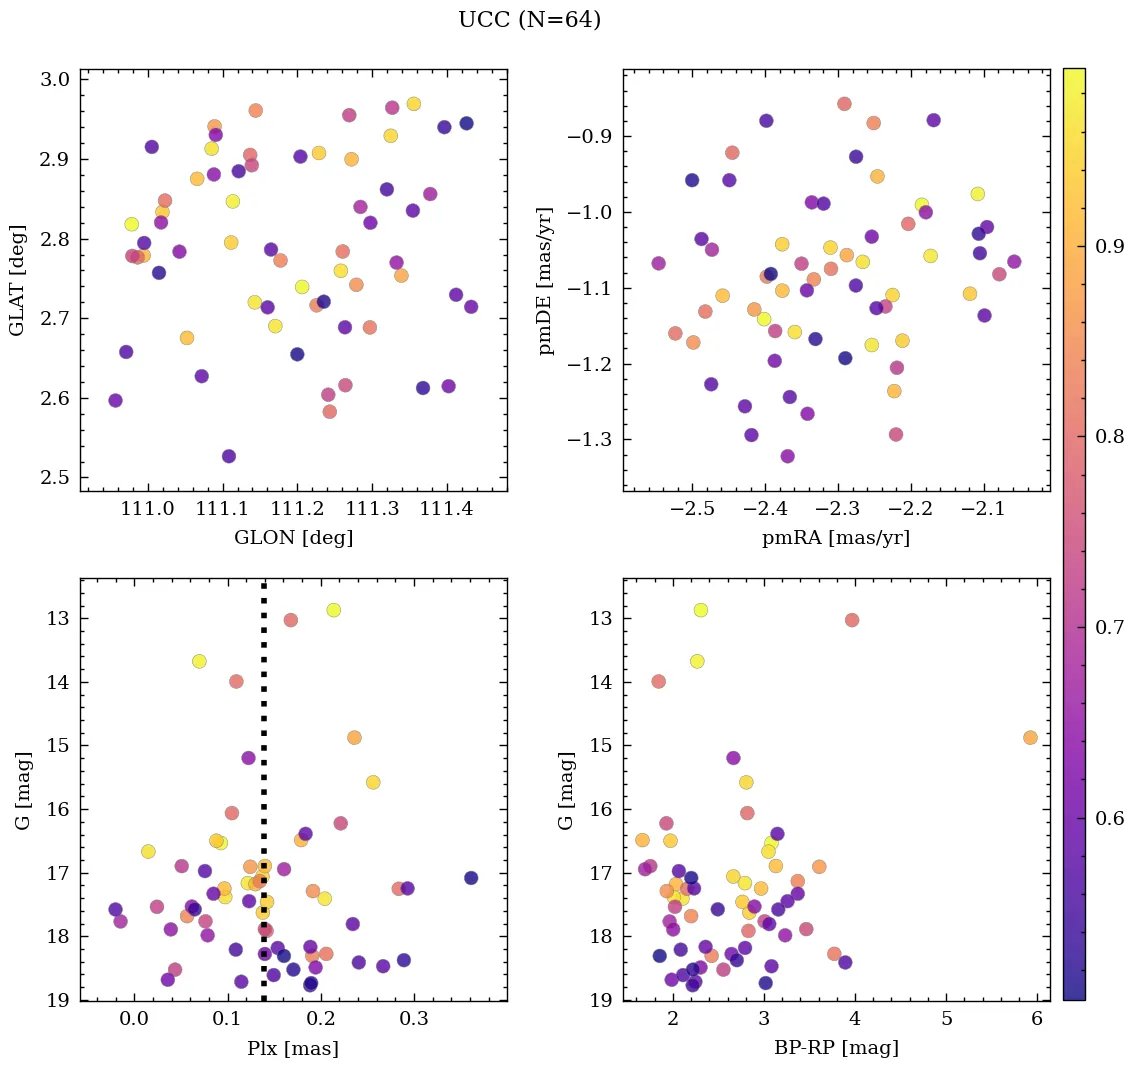 UCC (N=64)
3.0
2.9
2.8
2.7
2.6
2.5
GLAT [deg]
111.0 111.1 111.2 111.3 111.4
GLON [deg]
−0.9
−1.0
−1.1
−1.2
−1.3
pmDE [mas/yr]
−2.5 −2.4 −2.3 −2.2 −2.1
pmRA [mas/yr]
13
14
15
16
17
18
19
G [mag]
0.0 0.1 0.2 0.3
Plx [mas]
13
14
15
16
17
18
19
G [mag]
2 3 4 5 6
BP-RP [mag]
0.9
0.8
0.7
0.6